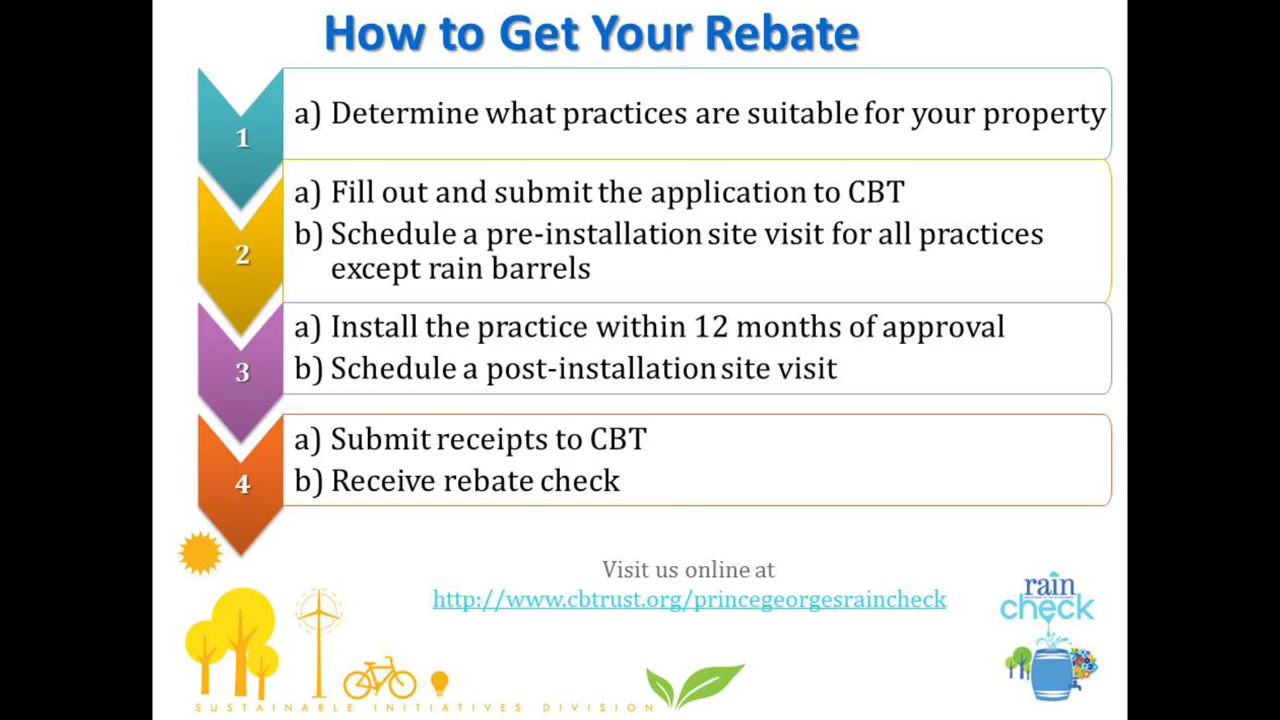 How to Get Your Rebate
1
a) Determine what practices are suitable for your property
2
a) Fill out and submit the application to CBT
b) Schedule a pre-installation site visit for all practices
except rain barrels
3
a) Install the practice within 12 months of approval
b) Schedule a post-installation site visit
4
a) Submit receipts to CBT
b) Receive rebate check
Visit us online at
http://www.cbtrust.org/princegeorgesraincheck
rain
check
SUSTAINABLE INITIATIVES DIVISION